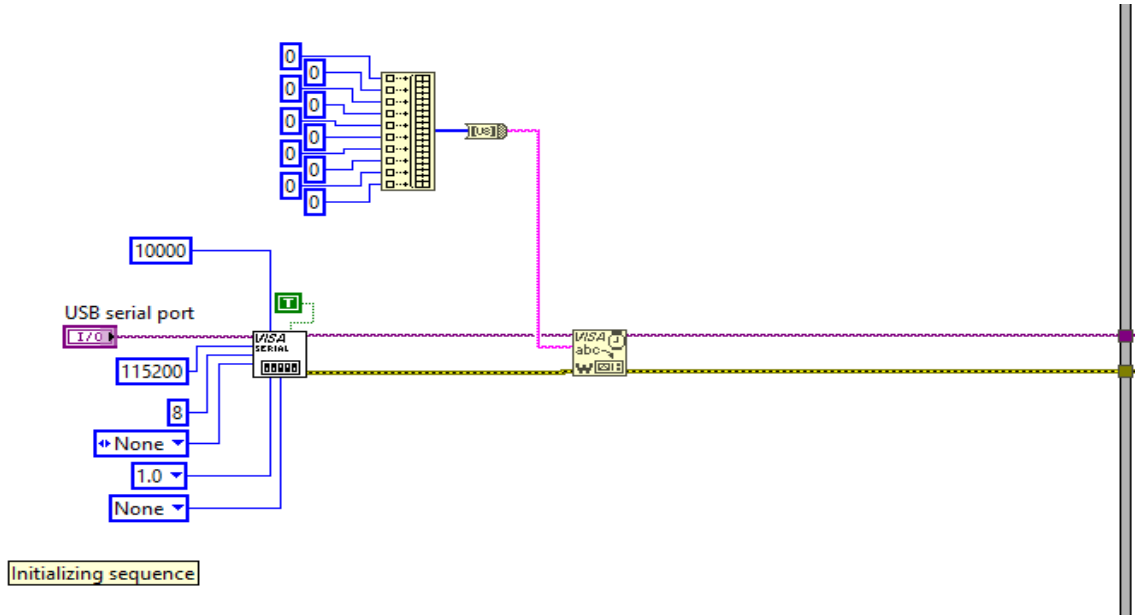 0
0
0
0
0
0
0
0
0
0
[U8]
10000
T
USB serial port
I/O
VISA
SERIAL
VISA
abc
W
115200
8
None
1.0
None
Initializing sequence